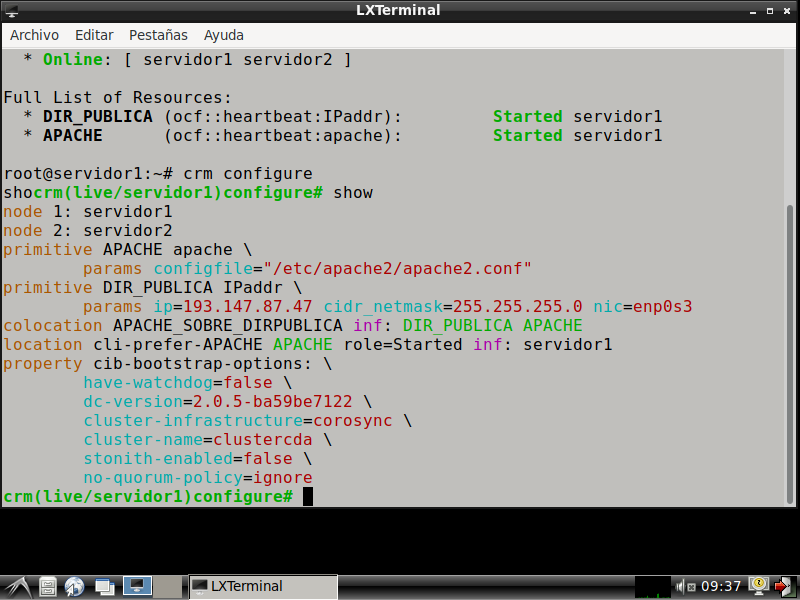 LXTerminal
Archivo Editar Pestañas Ayuda
* Online: [ servidor1 servidor2 ]
Full List of Resources:
* DIR_PUBLICA (ocf::heartbeat:IPaddr): Started servidor1
* APACHE (ocf::heartbeat:apache): Started servidor1
root@servidor1:~# crm configure
shocrm(live/servidor1)configure# show
node 1: servidor1
node 2: servidor2
primitive APACHE apache \
params configfile="/etc/apache2/apache2.conf"
primitive DIR_PUBLICA IPaddr \
params ip=193.147.87.47 cidr_netmask=255.255.255.0 nic=enp0s3
colocation APACHE_SOBRE_DIRPUBLICA inf: DIR_PUBLICA APACHE
location cli-prefer-APACHE APACHE role=Started inf: servidor1
property cib-bootstrap-options: \
have-watchdog=false \
dc-version=2.0.5-ba59be7122 \
cluster-infrastructure=corosync \
cluster-name=clustercda \
stonith-enabled=false \
no-quorum-policy=ignore
crm(live/servidor1)configure#
LXTerminal
09:37